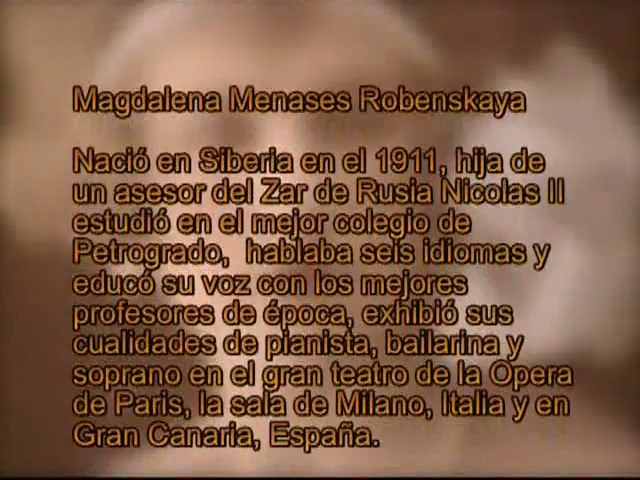 Magdalena Menases Robenskaya
Nació en Siberia en el 1911, hija de
un asesor del Zar de Rusia Nicolas II
estudió en el mejor colegio de
Petrogrado, hablaba seis idiomas y
educó su voz con los mejores
profesores de época, exhibió sus
cualidades de pianista, bailarina y
soprano en el gran teatro de la Opera
de Paris, la sala de Milano, Italia y en
Gran Canaria, España.